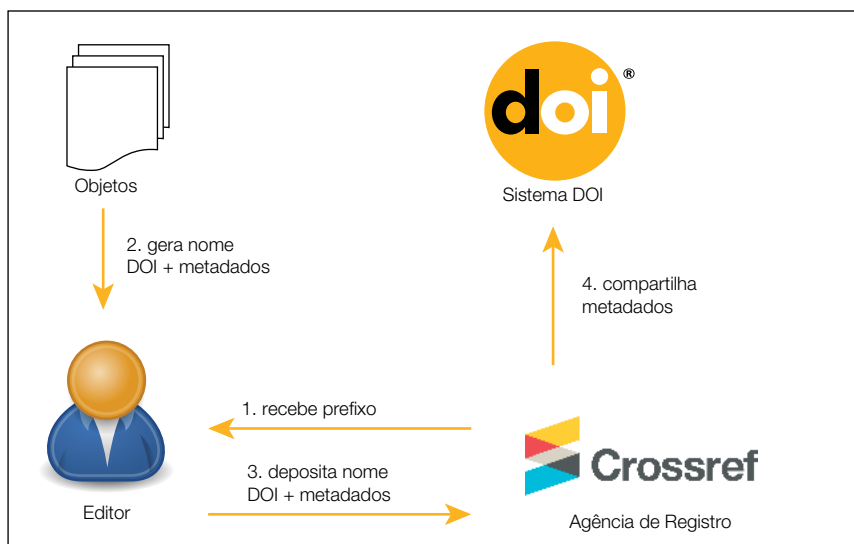 doi®
Objetos
Sistema DOI
2. gera nome
DOI + metadados
4. compartilha
metadados
1. recebe prefixo
Crossref
3. deposita nome
DOI + metadados
Editor
Agência de Registro